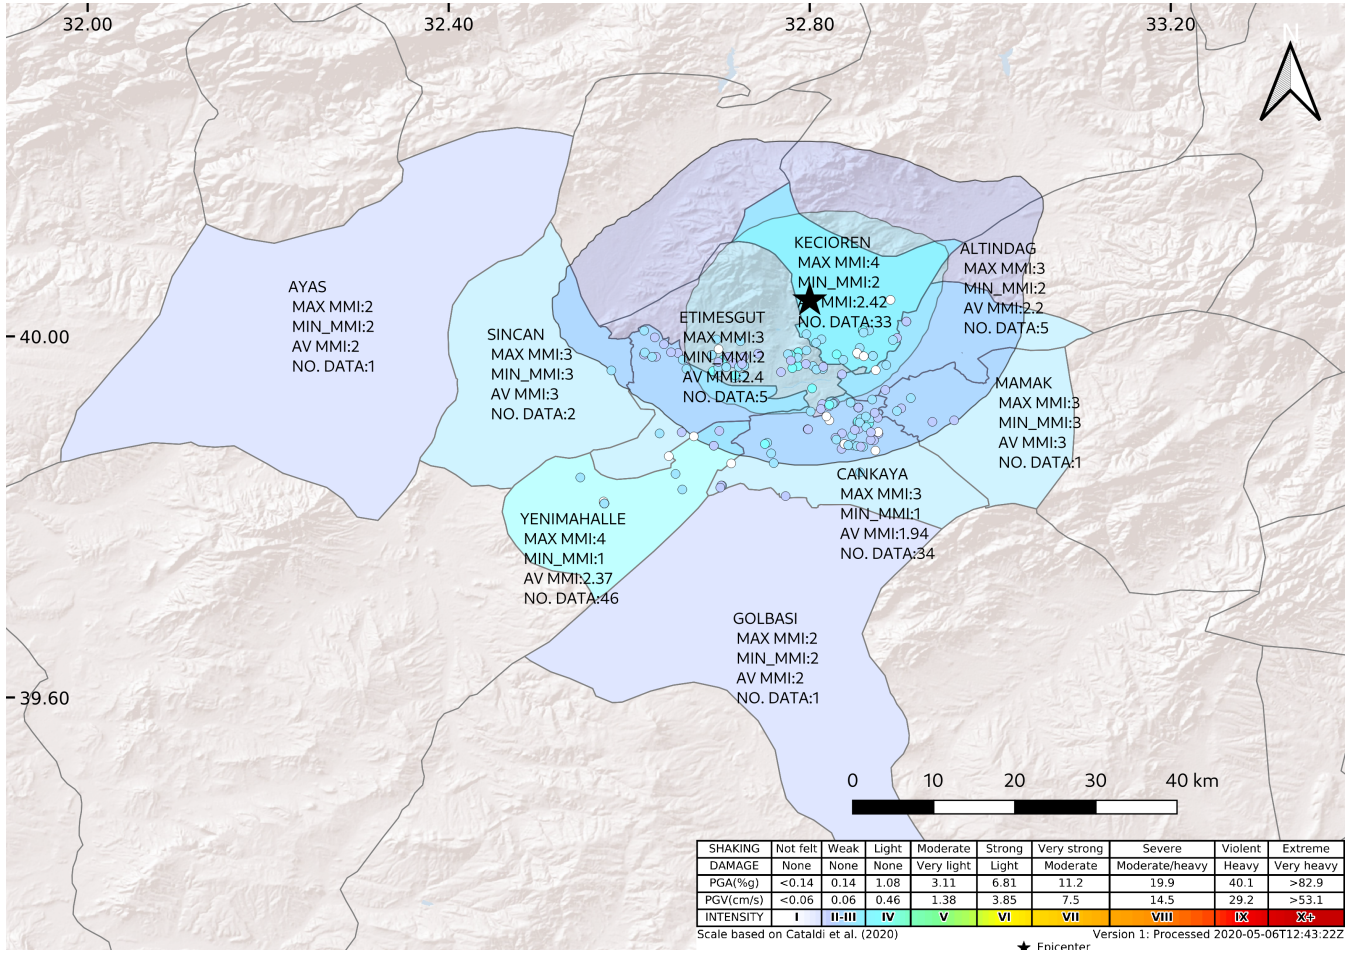 32.00 32.40 32.80 33.20
N
40.00
39.60
AYAS
MAX MMI:2
MIN_MMI:2
AV MMI:2
NO. DATA:1
SINCAN
MAX MMI:3
MIN_MMI:3
AV MMI:3
NO. DATA:2
ETIMESGUT
MAX MMI:3
MIN_MMI:2
AV MMI:2.4
NO. DATA:5
KECIOREN
MAX MMI:4
MIN_MMI:2
AV MMI:2.42
NO. DATA:33
ALTINDAG
MAX MMI:3
MIN_MMI:2
AV MMI:2.2
NO. DATA:5
MAMAK
MAX MMI:3
MIN_MMI:3
AV MMI:3
NO. DATA:1
CANKAYA
MAX MMI:3
MIN_MMI:1
AV MMI:1.94
NO. DATA:34
YENIMAHALLE
MAX MMI:4
MIN_MMI:1
AV MMI:2.37
NO. DATA:46
GOLBASI
MAX MMI:2
MIN_MMI:2
AV MMI:2
NO. DATA:1
0 10 20 30 40 km
SHAKING Not felt Weak Light Moderate Strong Very strong Severe Violent Extreme
DAMAGE None None None Very light Light Moderate Moderate/heavy Heavy Very heavy
PGA(%g) <0.14 0.14 1.08 3.11 6.81 11.2 19.9 40.1 >82.9
PGV(cm/s) <0.06 0.06 0.46 1.38 3.85 7.5 14.5 29.2 >53.1
INTENSITY I II-III IV V VI VII VIII IX X+
Scale based on Cataldi et al. (2020) Version 1: Processed 2020-05-06T12:43:22Z
Epicenter